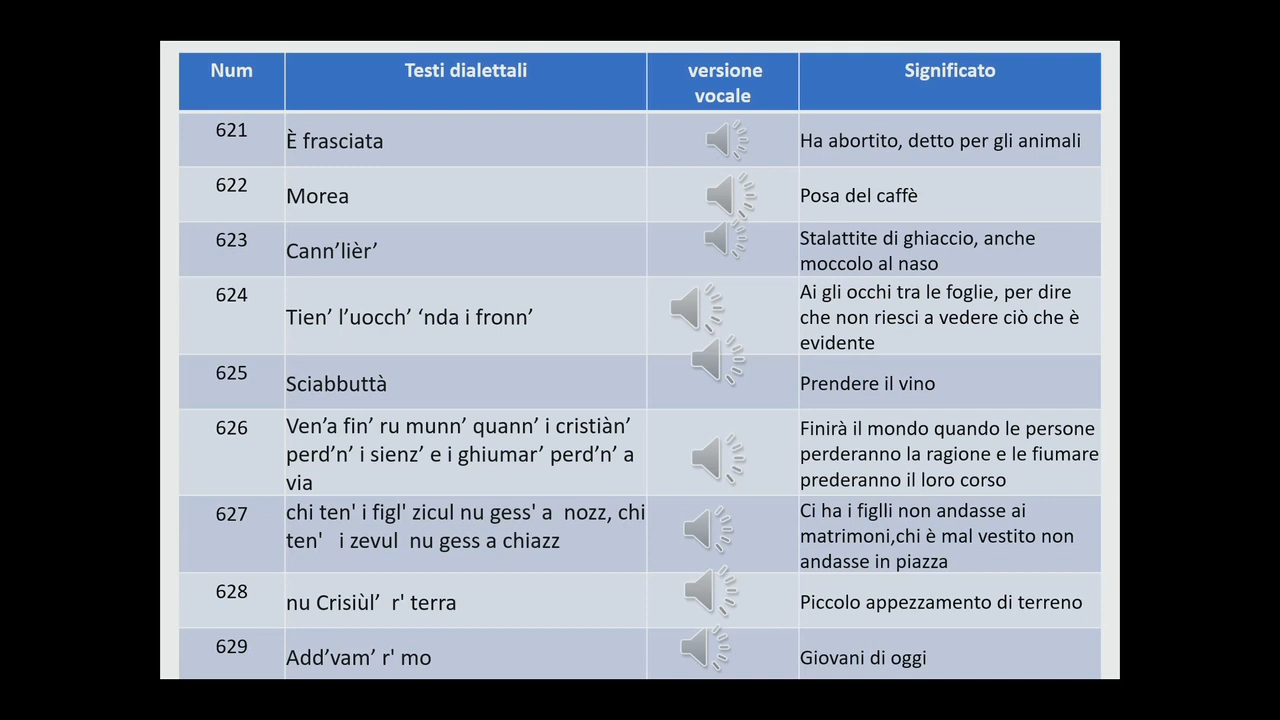 Num Testi dialettali versione vocale Significato
621 È frasciata Ha abortito, detto per gli animali
622 Morea Posa del caffè
623 Cann’lièr’ Stalattite di ghiaccio, anche
moccolo al naso
624 Tien’ l’uocch’ ‘nda i fronn’ Ai gli occhi tra le foglie, per dire
che non riesci a vedere ciò che è
evidente
625 Sciabbuttà Prendere il vino
626 Ven’a fin’ ru munn’ quann’ i cristiàn’
perd’n’ i sienz’ e i ghiumar’ perd’n’ a
via
Finirà il mondo quando le persone
perderanno la ragione e le fiumare
prederanno il loro corso
627 chi ten' i figl' zicul nu gess' a nozz, chi
ten' i zevul nu gess a chiazz
Ci ha i figlli non andasse ai
matrimoni,chi è mal vestito non
andasse in piazza
628 nu Crisiùl’ r' terra Piccolo appezzamento di terreno
629 Add’vam’ r' mo Giovani di oggi